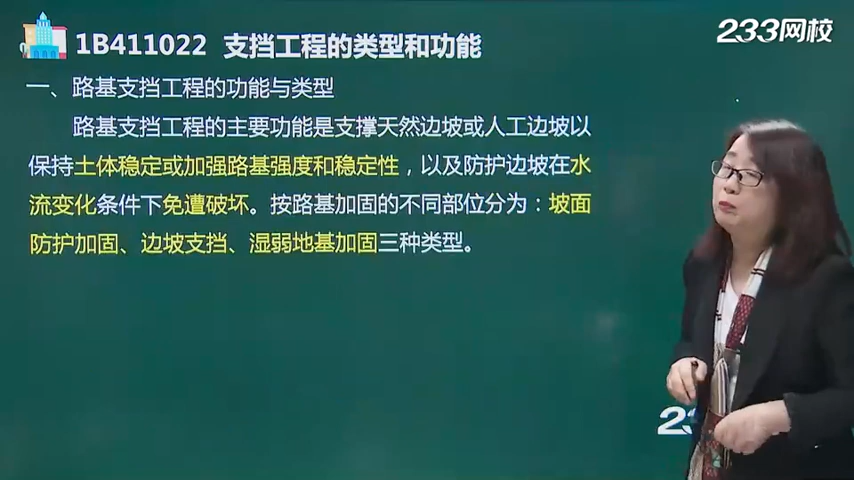 1B411022 支挡工程的类型和功能
233网校
一、路基支挡工程的功能与类型
路基支挡工程的主要功能是支撑天然边坡或人工边坡以
保持土体稳定或加强路基强度和稳定性，以及防护边坡在水
流变化条件下免遭破坏。按路基加固的不同部位分为：坡面
防护加固、边坡支挡、湿弱地基加固三种类型。